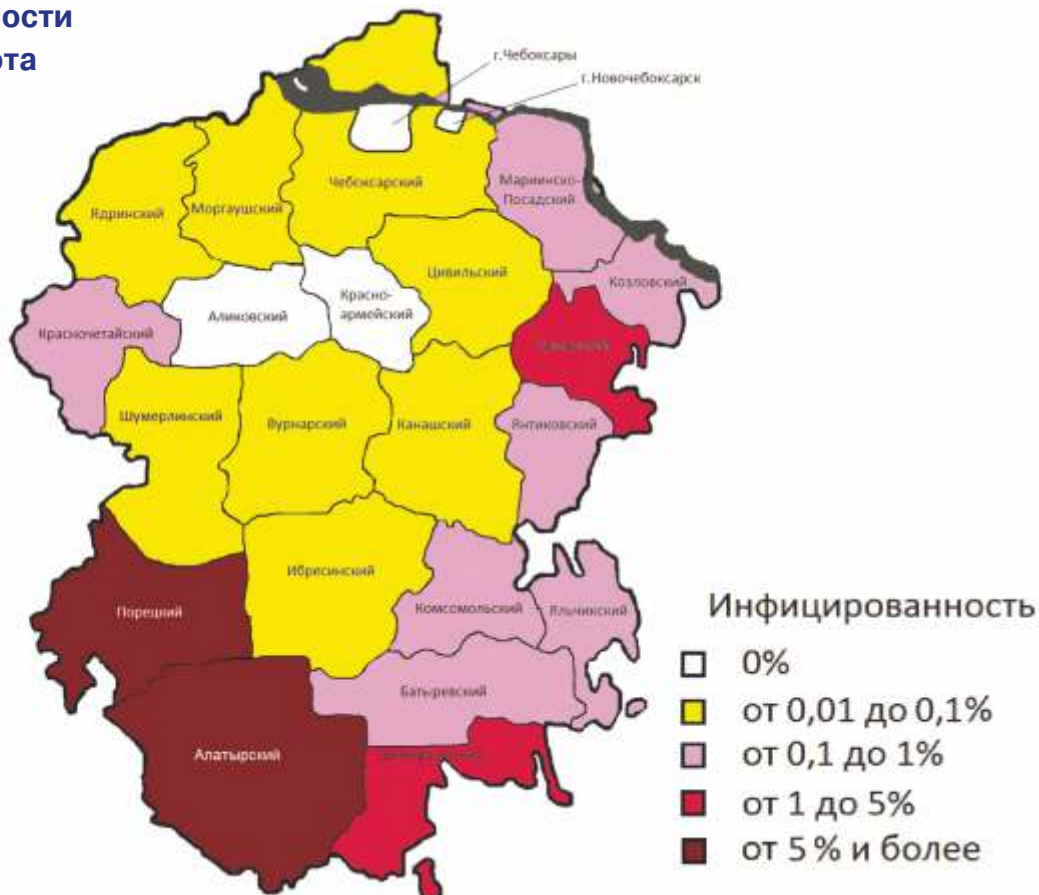 ости
рта
г.Чебоксары
г.Новочебоксарск
Чебоксарский
Мариинско-
Посадский
Ядринский
Моргаушский
Цивильский
Козловский
Красно-
армейский
Аликовский
Красночетайский
Шумерлинский
Вурнарский
Канашский
Янтиковский
Ибресинский
Порецкий
Комсомольский
Яльчикский
Батыревский
Алатырский
Инфицированность
0%
от 0,01 до 0,1%
от 0,1 до 1%
от 1 до 5%
от 5 % и более